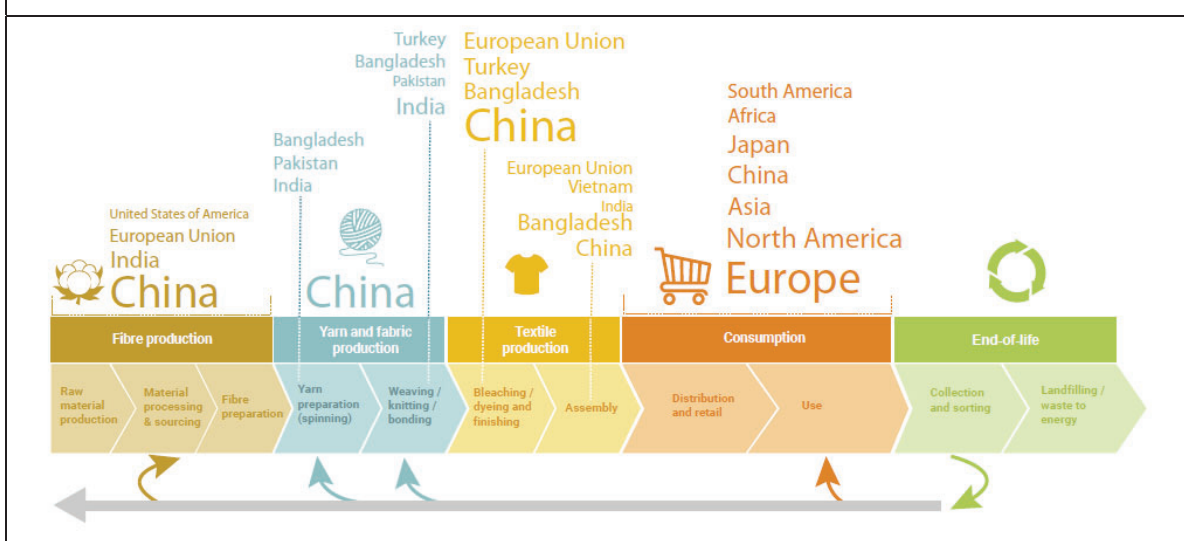 United States of America
European Union
India
China
Bangladesh
Pakistan
India
China
Turkey
Bangladesh
Pakistan
India
European Union
Turkey
Bangladesh
China
European Union
Vietnam
India
Bangladesh
China
South America
Africa
Japan
China
Asia
North America
Europe
Fibre production
Yarn and fabric
production
Textile
production
Consumption
End-of-life
Raw
material
production
Material
processing
& sourcing
Fibre
preparation
Yarn
preparation
(spinning)
Weaving /
knitting /
bonding
Bleaching /
dyeing and
finishing
Assembly
Distribution
and retail
Use
Collection
and sorting
Landfilling /
waste to
energy